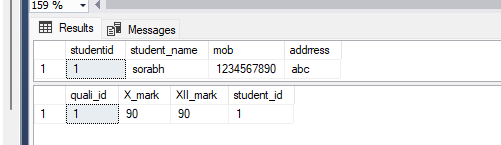 159 %
Results Messages
studentid student_name mob addrress
1 1 sorabh 1234567890 abc
quali_id X_mark XII_mark student_id
1 1 90 90 1